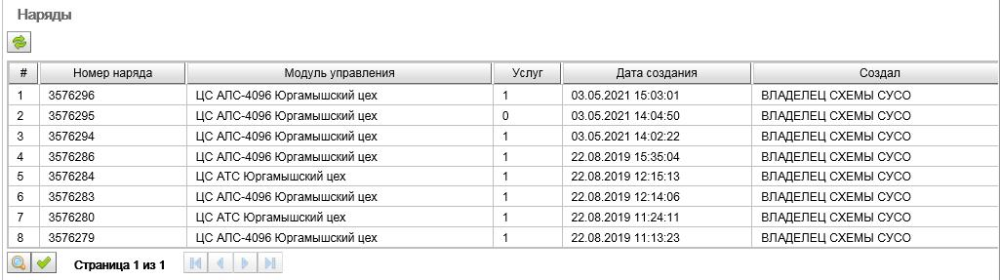 Наряды
# Номер наряда Модуль управления Услуг Дата создания Создал
1 3576296 ЦС АЛС-4096 Юргамышский цех 1 03.05.2021 15:03:01 ВЛАДЕЛЕЦ СХЕМЫ СУСО
2 3576295 ЦС АЛС-4096 Юргамышский цех 0 03.05.2021 14:04:50 ВЛАДЕЛЕЦ СХЕМЫ СУСО
3 3576294 ЦС АЛС-4096 Юргамышский цех 1 03.05.2021 14:02:22 ВЛАДЕЛЕЦ СХЕМЫ СУСО
4 3576286 ЦС АЛС-4096 Юргамышский цех 1 22.08.2019 15:35:04 ВЛАДЕЛЕЦ СХЕМЫ СУСО
5 3576284 ЦС АТС Юргамышский цех 1 22.08.2019 12:15:13 ВЛАДЕЛЕЦ СХЕМЫ СУСО
6 3576283 ЦС АЛС-4096 Юргамышский цех 1 22.08.2019 12:14:06 ВЛАДЕЛЕЦ СХЕМЫ СУСО
7 3576280 ЦС АТС Юргамышский цех 1 22.08.2019 11:24:11 ВЛАДЕЛЕЦ СХЕМЫ СУСО
8 3576279 ЦС АЛС-4096 Юргамышский цех 1 22.08.2019 11:13:23 ВЛАДЕЛЕЦ СХЕМЫ СУСО
Страница 1 из 1